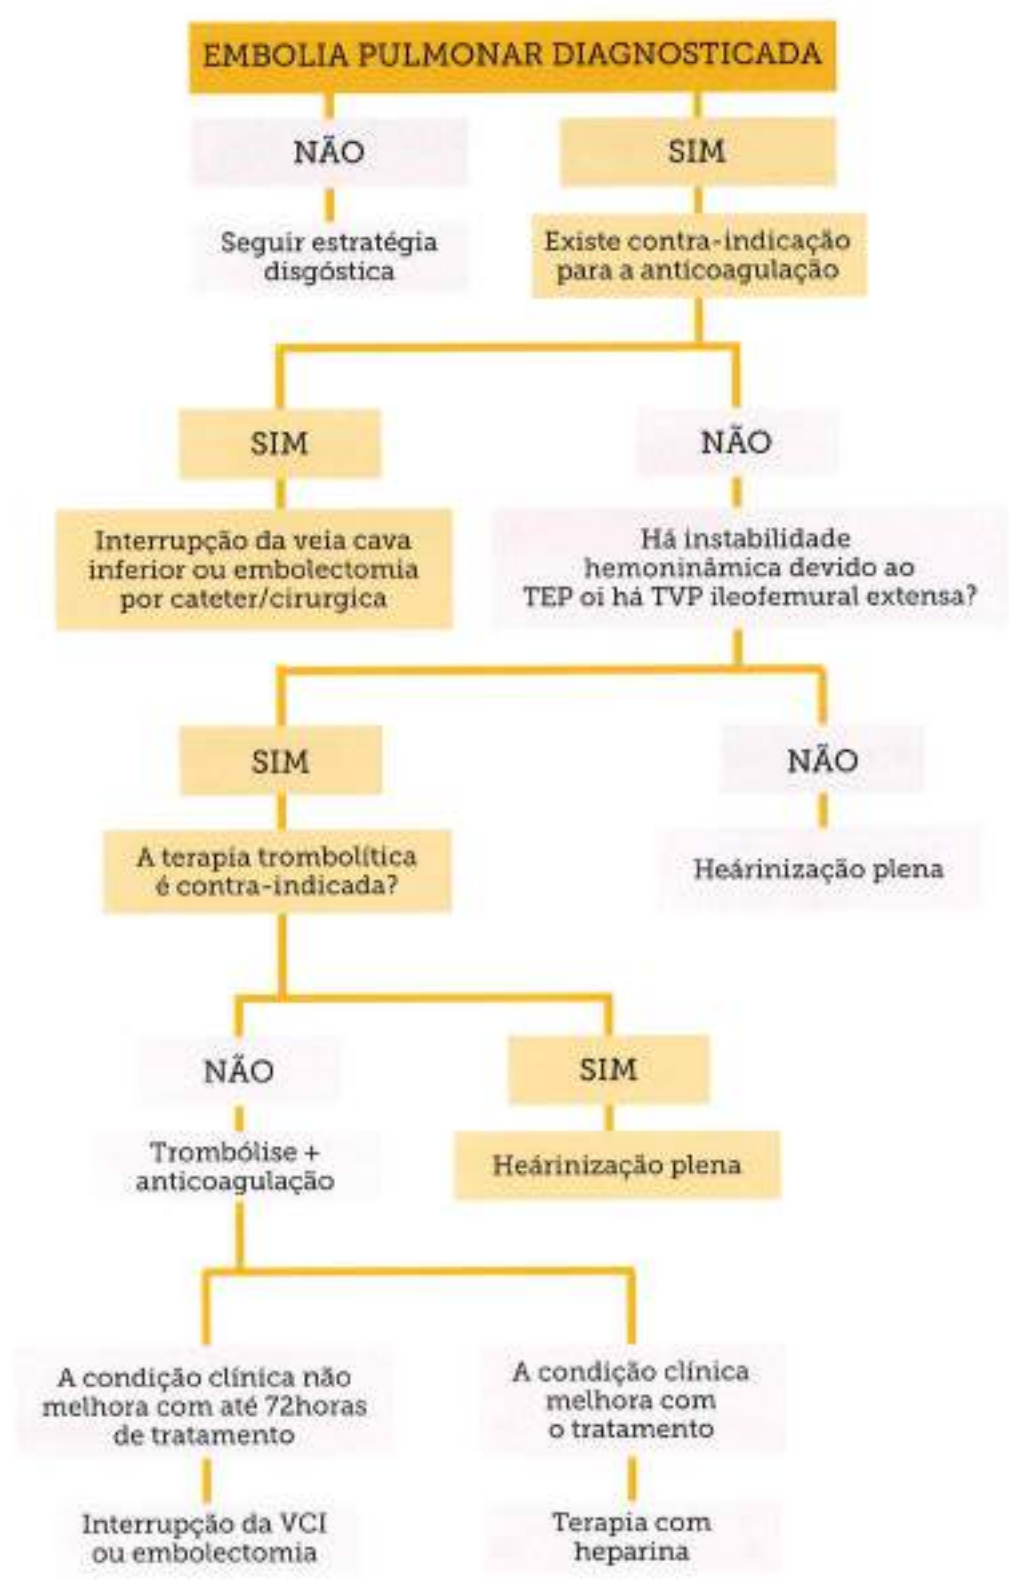 EMBOLIA PULMONAR DIAGNOSTICADA
NÃO
SIM
Seguir estratégia
disgóstica
Existe contra-indicação
para a anticoagulação
SIM
NÃO
Interrupção da veia cava
inferior ou embolectomia
por cateter/cirurgica
Há instabilidade
hemoninâmica devido ao
TEP oi há TVP ileofemural extensa?
SIM
NÃO
A terapia trombolítica
é contra-indicada?
Heárinização plena
NÃO
SIM
Trombólise +
anticoagulação
Heárinização plena
A condição clínica não
melhora com até 72horas
de tratamento
A condição clínica
melhora com
o tratamento
Interrupção da VCI
ou embolectomia
Terapia com
heparina